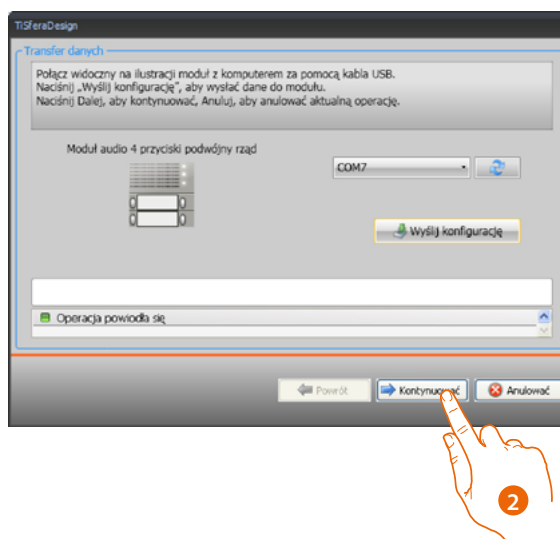 TiSferaDesign
Transfer danych
Połącz widoczny na ilustracji moduł z komputerem za pomocą kabla USB.
Naciśnij „Wyślij konfigurację”, aby wysłać dane do modułu.
Naciśnij Dalej, aby kontynuować, Anuluj, aby anulować aktualną operację.
Moduł audio 4 przyciski podwójny rząd
COM7
Wyślij konfigurację
Operacja powiodła się
Powrót
Kontynuować
Anulować
2